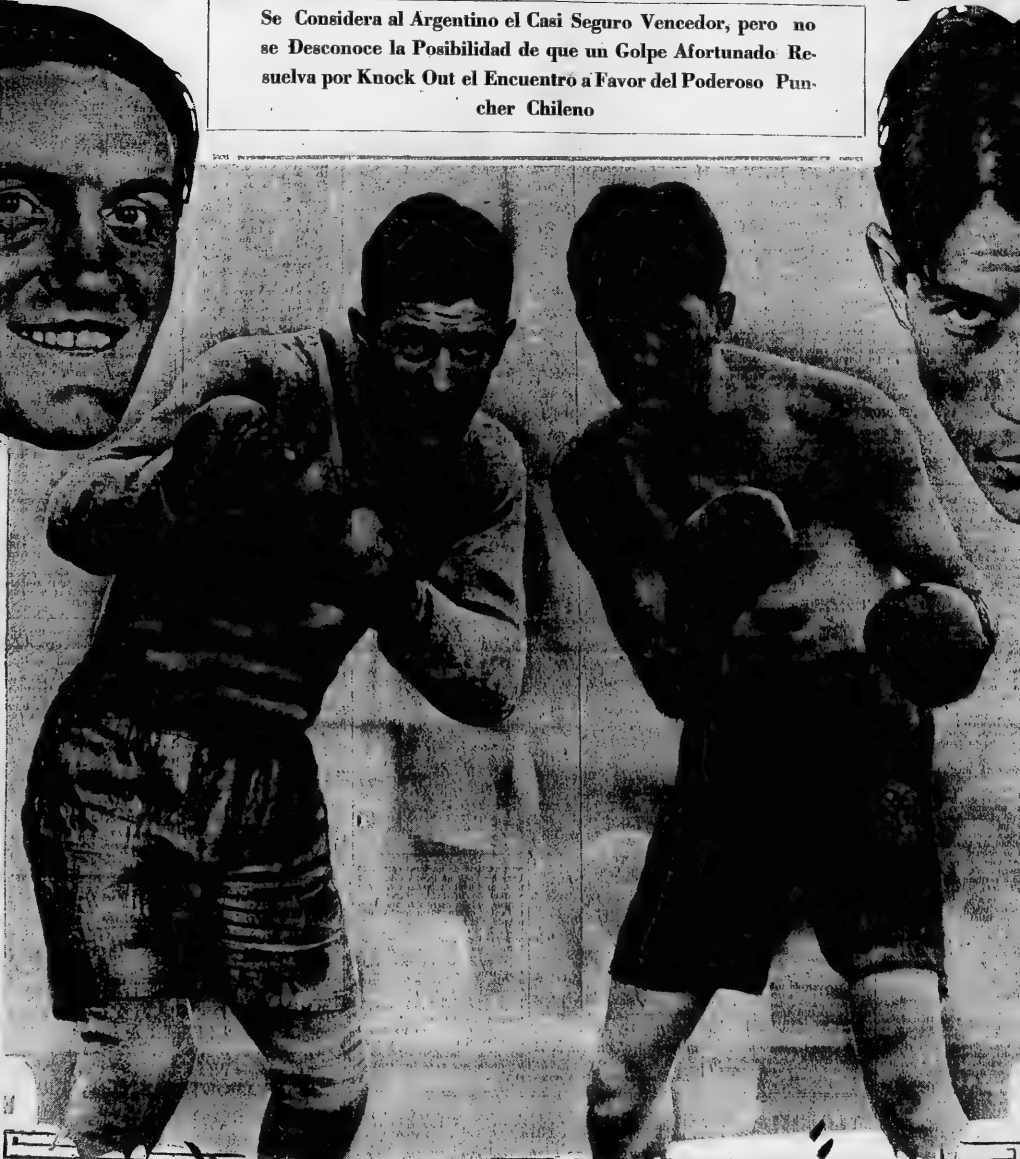 Se Considera al Argentino el Casi Seguro Vencedor, pero no
se Desconoce la Posibilidad de que un Golpe Afortunado Re-
suelva por Knock Out el Encuentro a Favor del Poderoso Pun-
cher Chileno